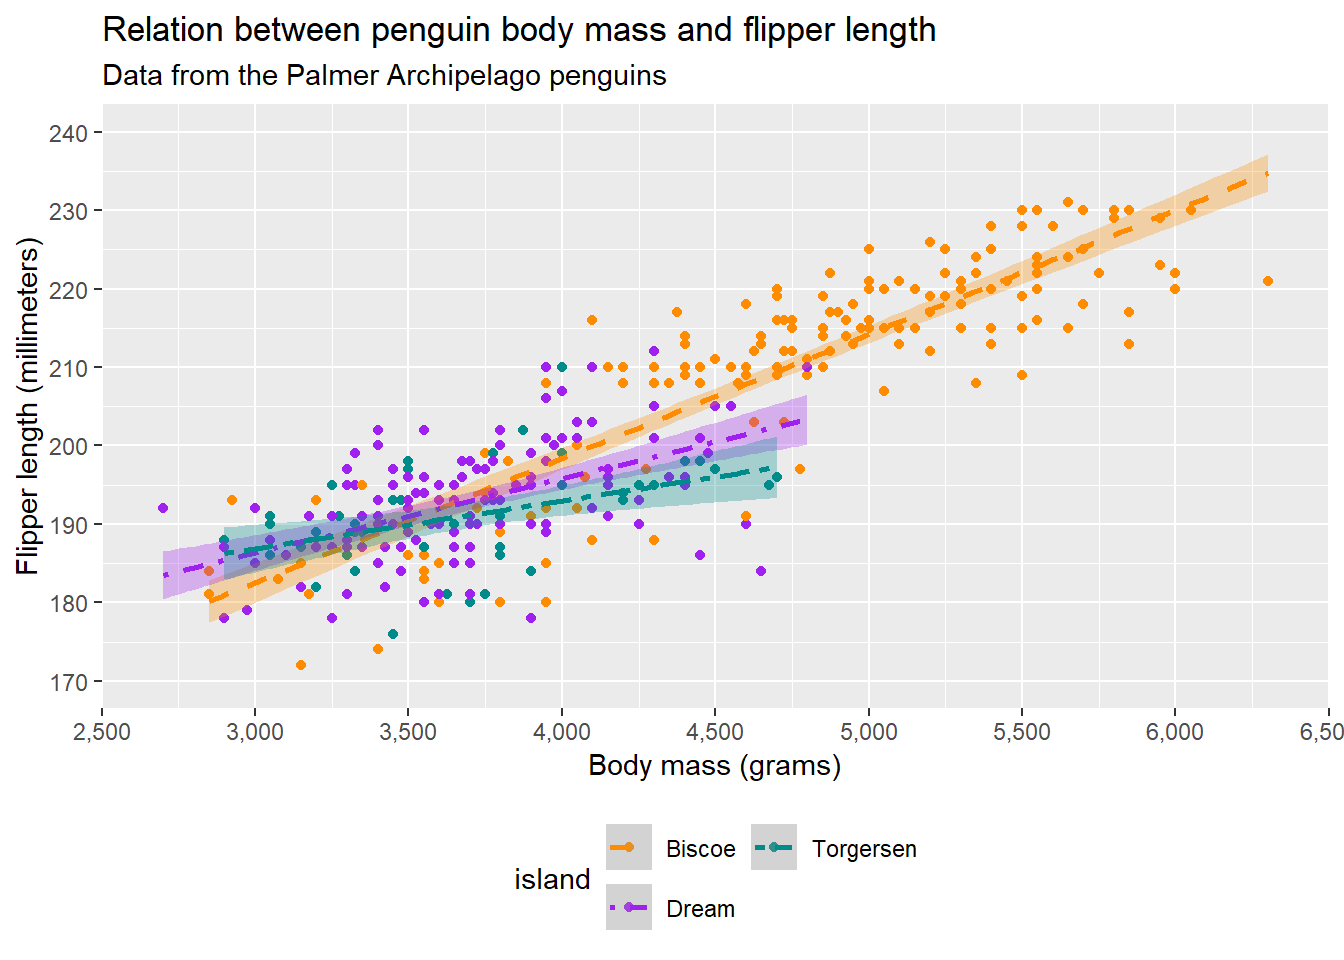 Relation between penguin body mass and flipper length
Data from the Palmer Archipelago penguins
Flipper length (millimeters)
240
230
220
210
200
190
180
170
2,500 3,000 3,500 4,000 4,500 5,000 5,500 6,000 6,50
Body mass (grams)
island
Biscoe Torgersen
Dream